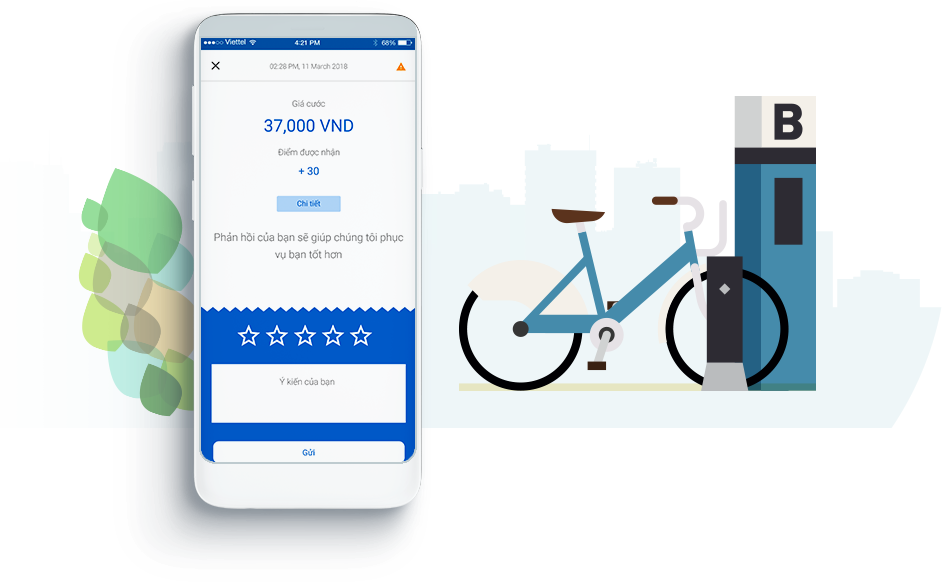 Viettel 4:21 PM 68%
02:28 PM, 11 March 2018
Giá cước
37,000 VND
Điểm được nhận
+ 30
Chi tiết
Phản hồi của bạn sẽ giúp chúng tôi phục
vụ bạn tốt hơn
Ý kiến của bạn
Gửi
B